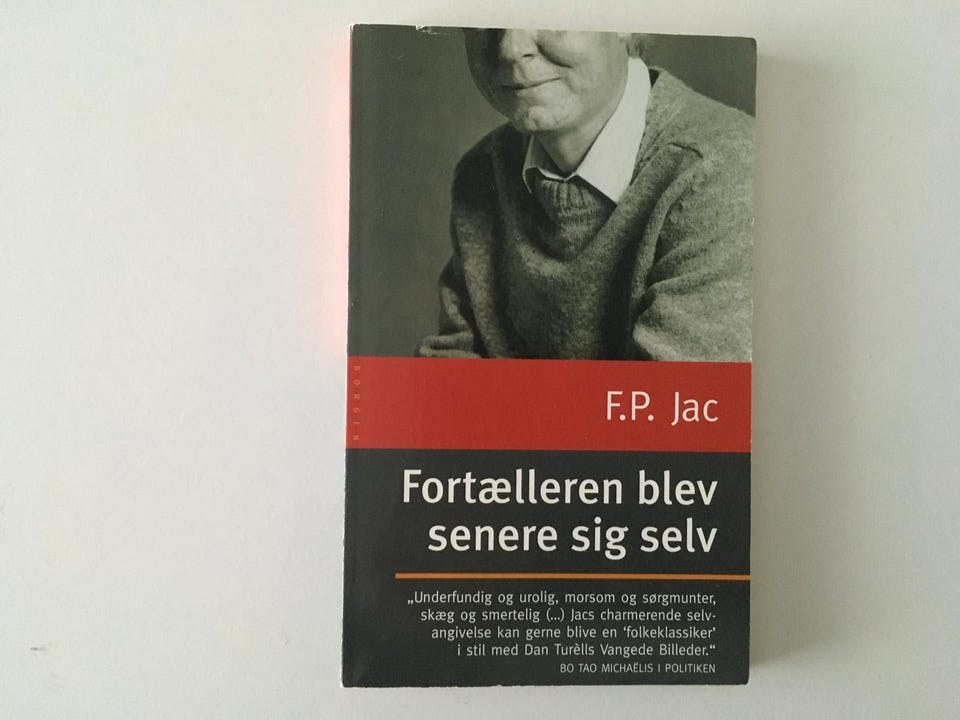 BORGEN
F.P. Jac
Fortælleren blev
senere sig selv
„Underfundig og urolig, morsom og sørgmunter,
skæg og smertelig (...) Jacs charmerende selv-
angivelse kan gerne blive en ‘folkeklassiker’
i stil med Dan Turèlls Vangede Billeder.“
BO TAO MICHAËLIS I POLITIKEN